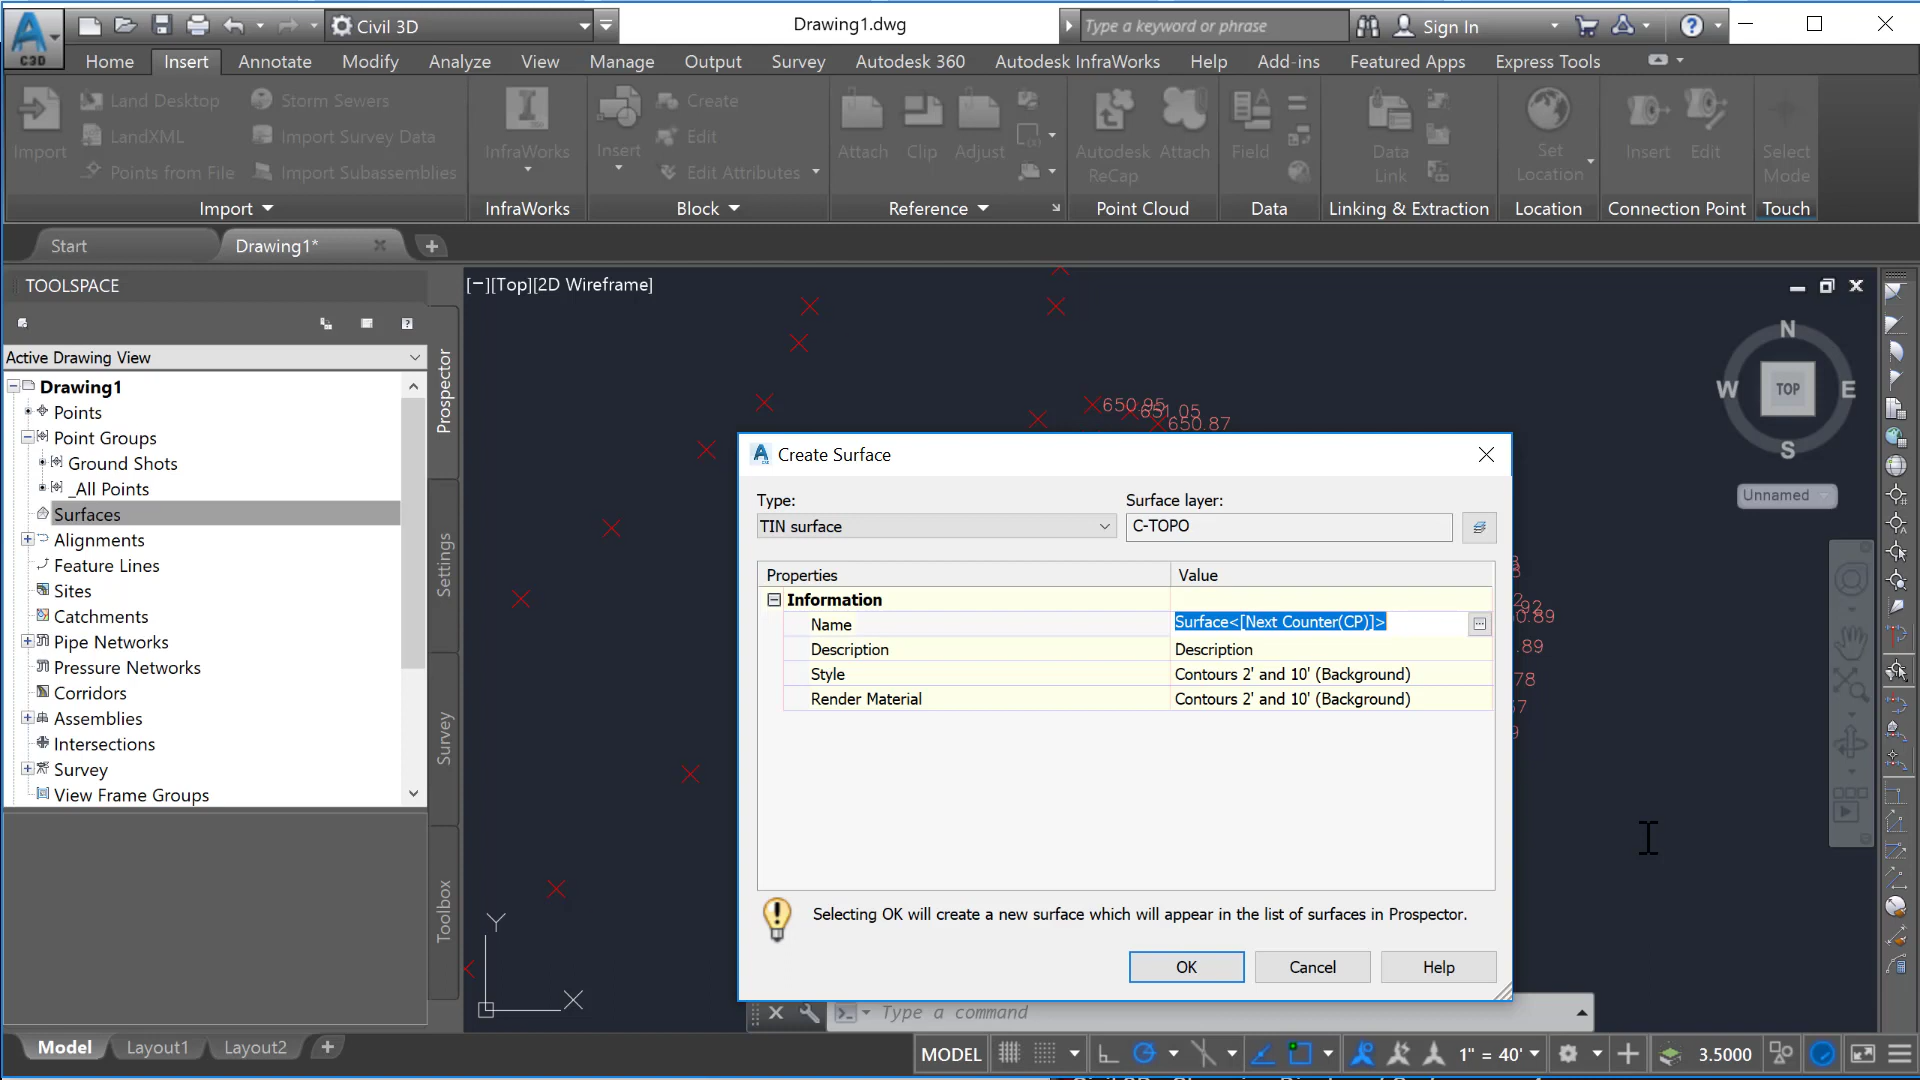 Civil 3D
Drawing1.dwg
Type a keyword or phrase
Sign In
C3D
Home
Insert
Annotate
Modify
Analyze
View
Manage
Output
Survey
Autodesk 360
Autodesk InfraWorks
Help
Add-ins
Featured Apps
Express Tools
Import
Land Desktop
LandXML
Points from File
Storm Sewers
Import Survey Data
Import Subassemblies
InfraWorks
Insert
Create
Edit
Edit Attributes
Attach
Clip
Adjust
Autodesk ReCap
Attach
Field
Data Link
Set Location
Insert
Edit
Select Mode
Import
InfraWorks
Block
Reference
Point Cloud
Data
Linking & Extraction
Location
Connection Point
Touch
Start
Drawing1*
TOOLSPACE
Active Drawing View
Drawing1
Points
Point Groups
Ground Shots
_All Points
Surfaces
Alignments
Feature Lines
Sites
Catchments
Pipe Networks
Pressure Networks
Corridors
Assemblies
Intersections
Survey
View Frame Groups
Prospector
Settings
Survey
Toolbox
[−][Top][2D Wireframe]
650.95
651.05
650.87
N
W
TOP
E
S
Unnamed
Create Surface
Type:
TIN surface
Surface layer:
C-TOPO
Properties
Value
Information
Name
Surface<[Next Counter(CP)]>
Description
Description
Style
Contours 2' and 10' (Background)
Render Material
Contours 2' and 10' (Background)
Selecting OK will create a new surface which will appear in the list of surfaces in Prospector.
OK
Cancel
Help
Y
X
Type a command
Model
Layout1
Layout2
MODEL
1" = 40'
3.5000